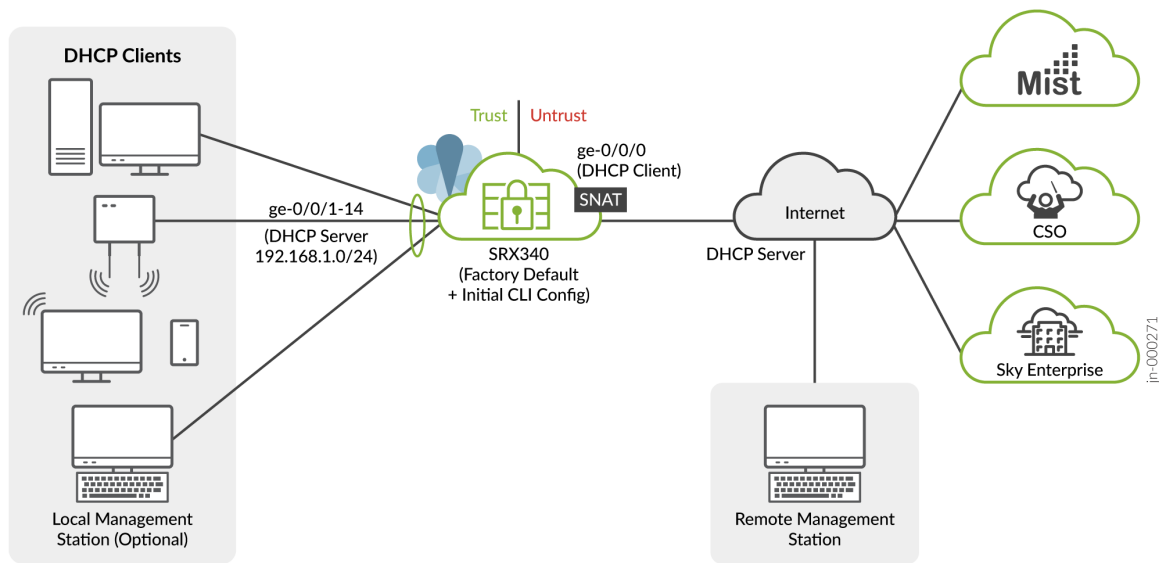 DHCP Clients
Trust
Untrust
ge-0/0/0
(DHCP Client)
SNAT
ge-0/0/1-14
(DHCP Server
192.168.1.0/24)
SRX340
(Factory Default
+ Initial CLI Config)
Internet
DHCP Server
Mist
CSO
Sky Enterprise
Local Management
Station (Optional)
Remote Management
Station
jn-000271